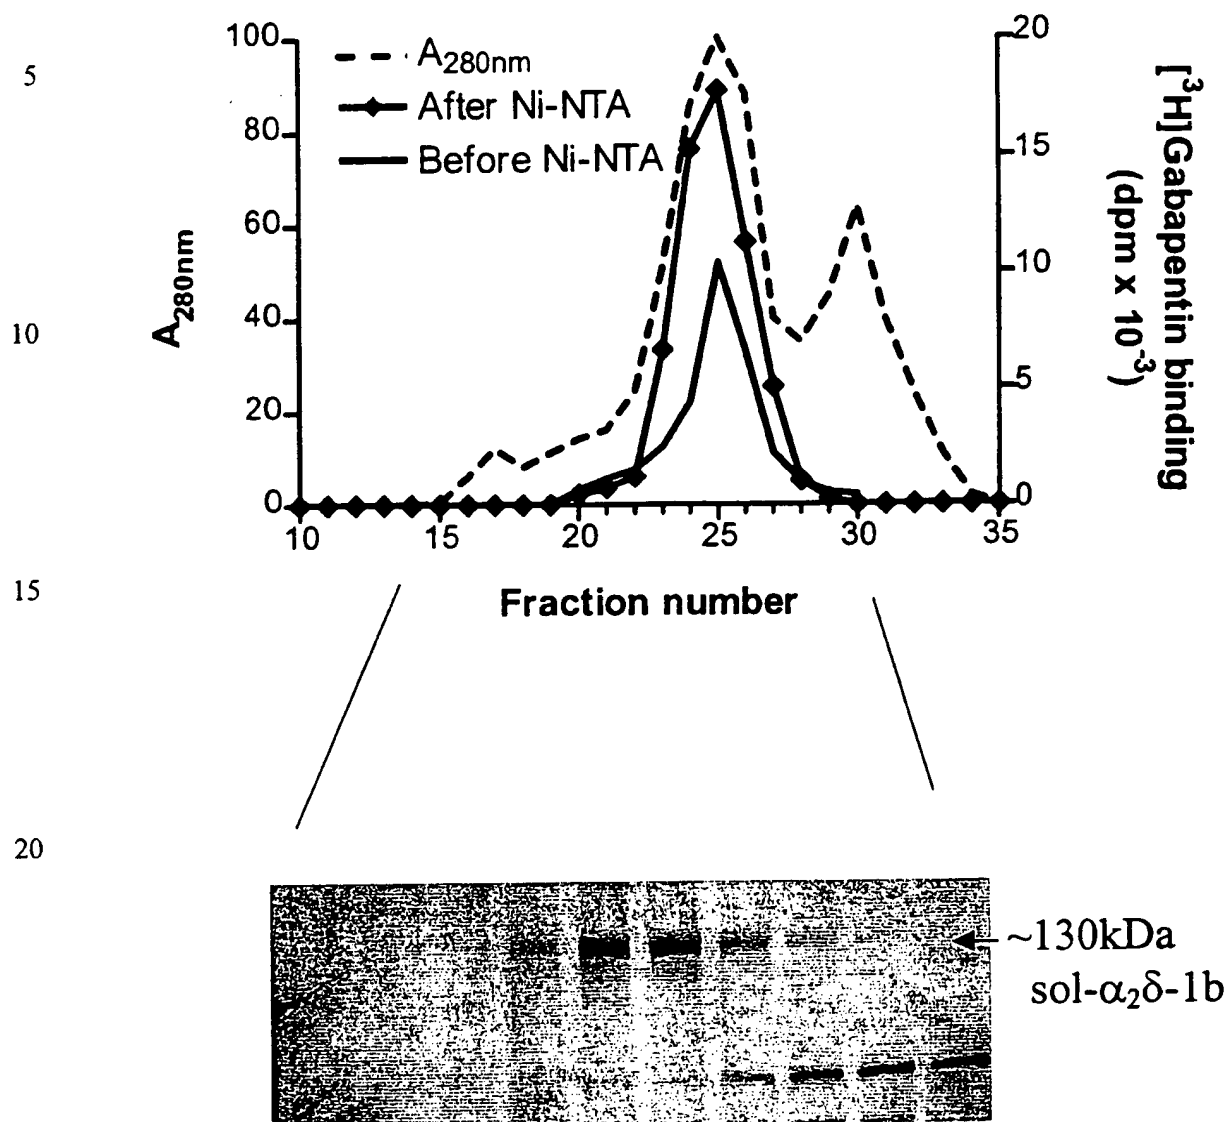 5
10
15
20
A280nm
After Ni-NTA
Before Ni-NTA
A280nm
100
80
60
40
20
0
20
15
10
5
0
[³H]Gabapentin binding
(dpm x 10⁻³)
10 15 20 25 30 35
Fraction number
~130kDa
sol-α₂δ-1b